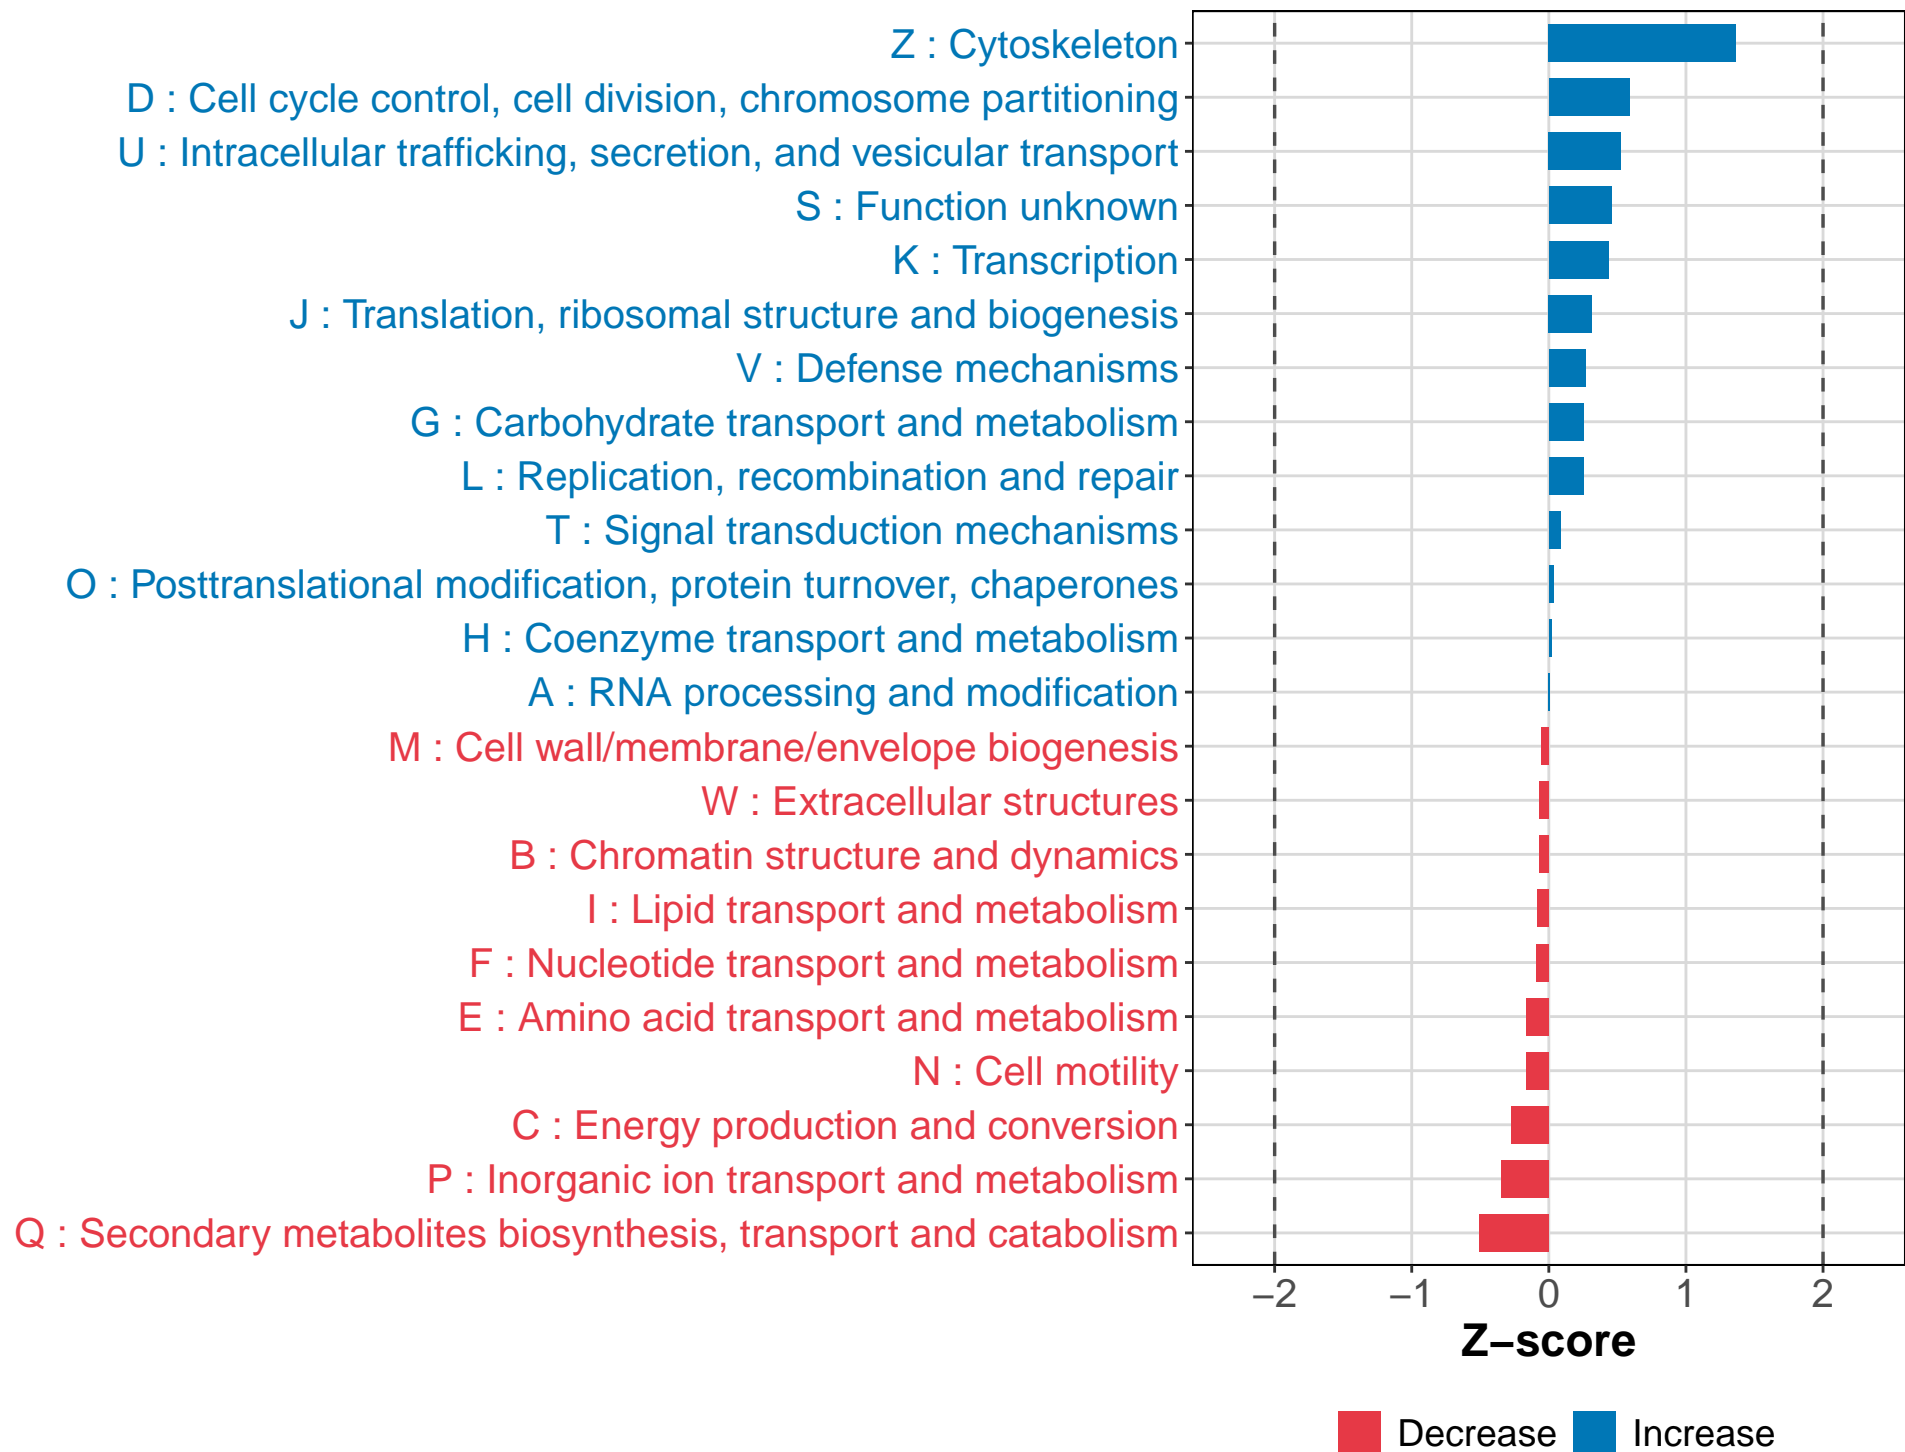 Z : Cytoskeleton
D : Cell cycle control, cell division, chromosome partitioning
U : Intracellular trafficking, secretion, and vesicular transport
S : Function unknown
K : Transcription
J : Translation, ribosomal structure and biogenesis
V : Defense mechanisms
G : Carbohydrate transport and metabolism
L : Replication, recombination and repair
T : Signal transduction mechanisms
O : Posttranslational modification, protein turnover, chaperones
H : Coenzyme transport and metabolism
A : RNA processing and modification
M : Cell wall/membrane/envelope biogenesis
W : Extracellular structures
B : Chromatin structure and dynamics
I : Lipid transport and metabolism
F : Nucleotide transport and metabolism
E : Amino acid transport and metabolism
N : Cell motility
C : Energy production and conversion
P : Inorganic ion transport and metabolism
Q : Secondary metabolites biosynthesis, transport and catabolism
−2 −1 0 1 2
Z−score
Decrease Increase